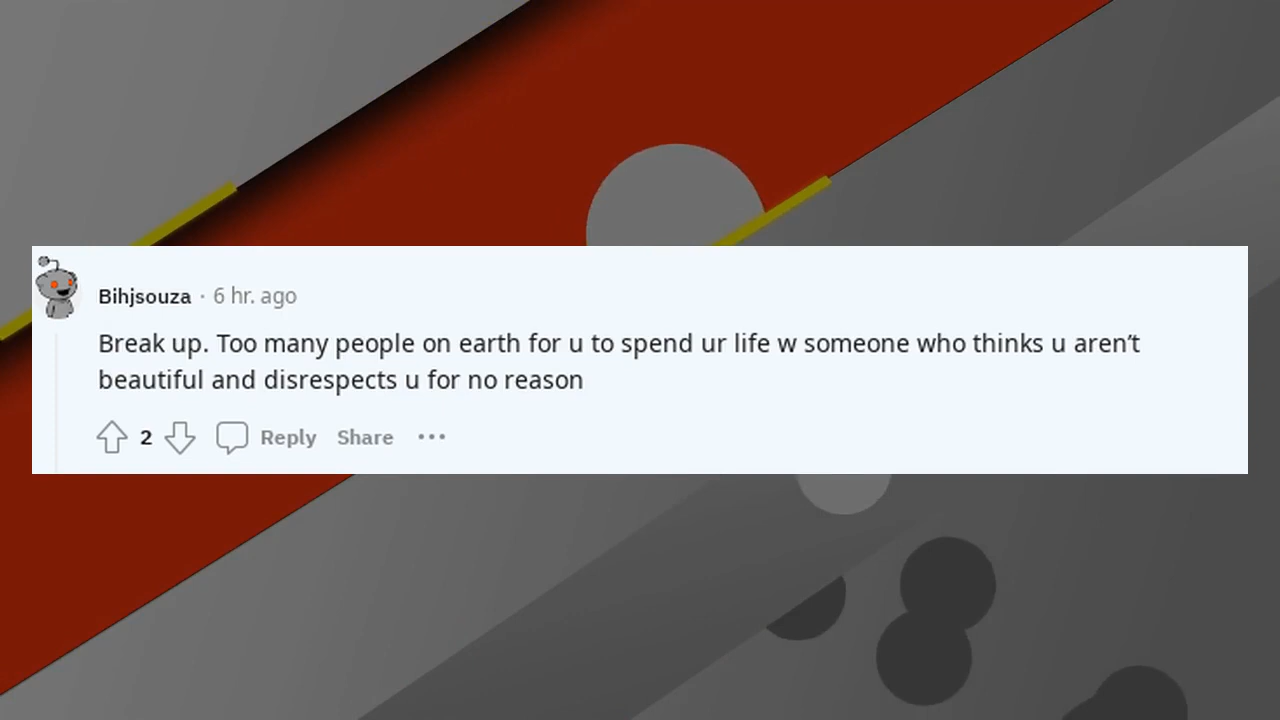 Bihjsouza · 6 hr. ago
Break up. Too many people on earth for u to spend ur life w someone who thinks u aren’t
beautiful and disrespects u for no reason
2 Reply Share ···